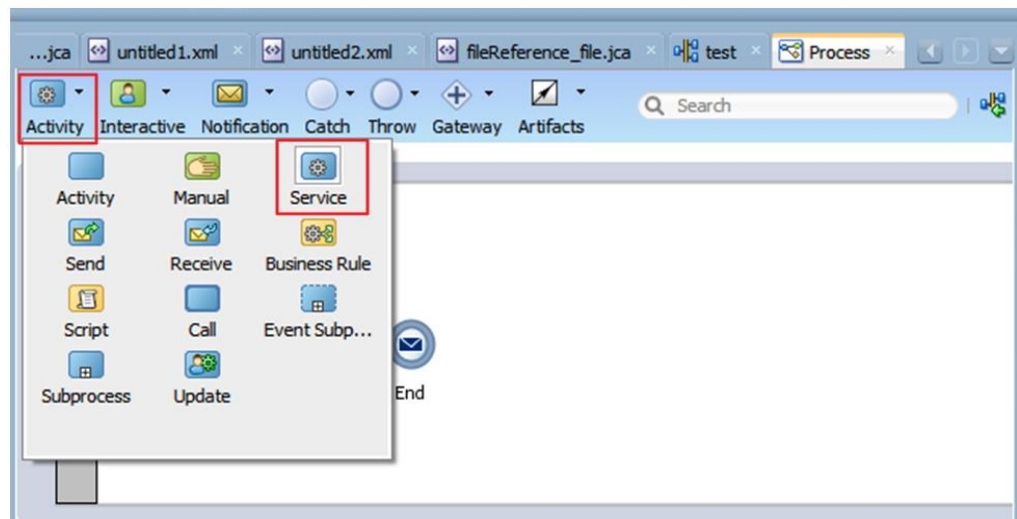 ...jca untitled1.xml untitled2.xml fileReference_file.jca test Process
Activity Interactive Notification Catch Throw Gateway Artifacts Search
Activity Manual Service
Send Receive Business Rule
Script Call Event Subp...
Subprocess Update
End